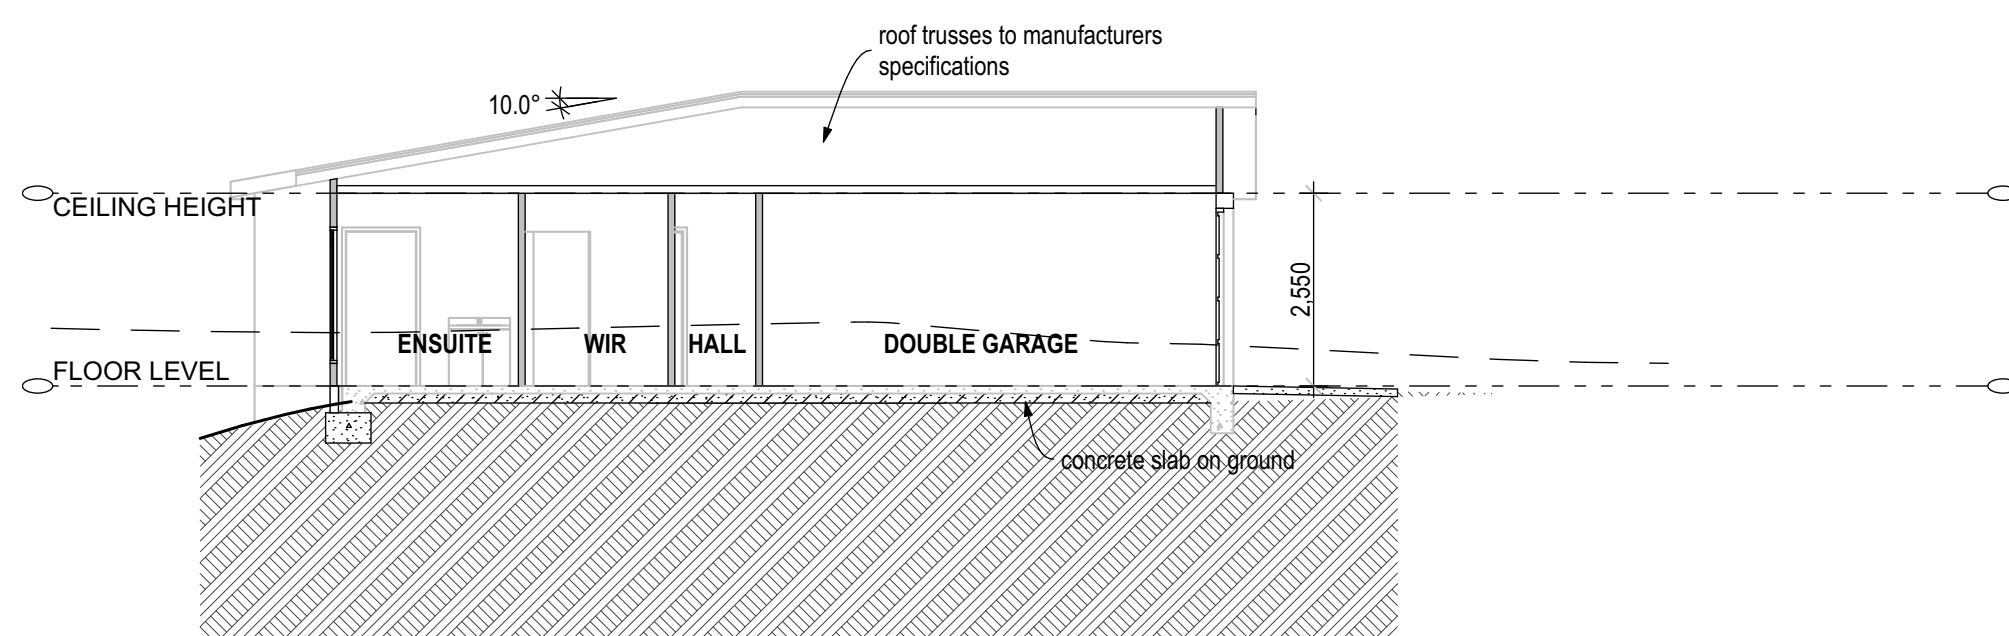 roof trusses to manufacturers
specifications
10.0°
CEILING HEIGHT
2,550
ENSUITE WIR HALL DOUBLE GARAGE
FLOOR LEVEL
concrete slab on ground